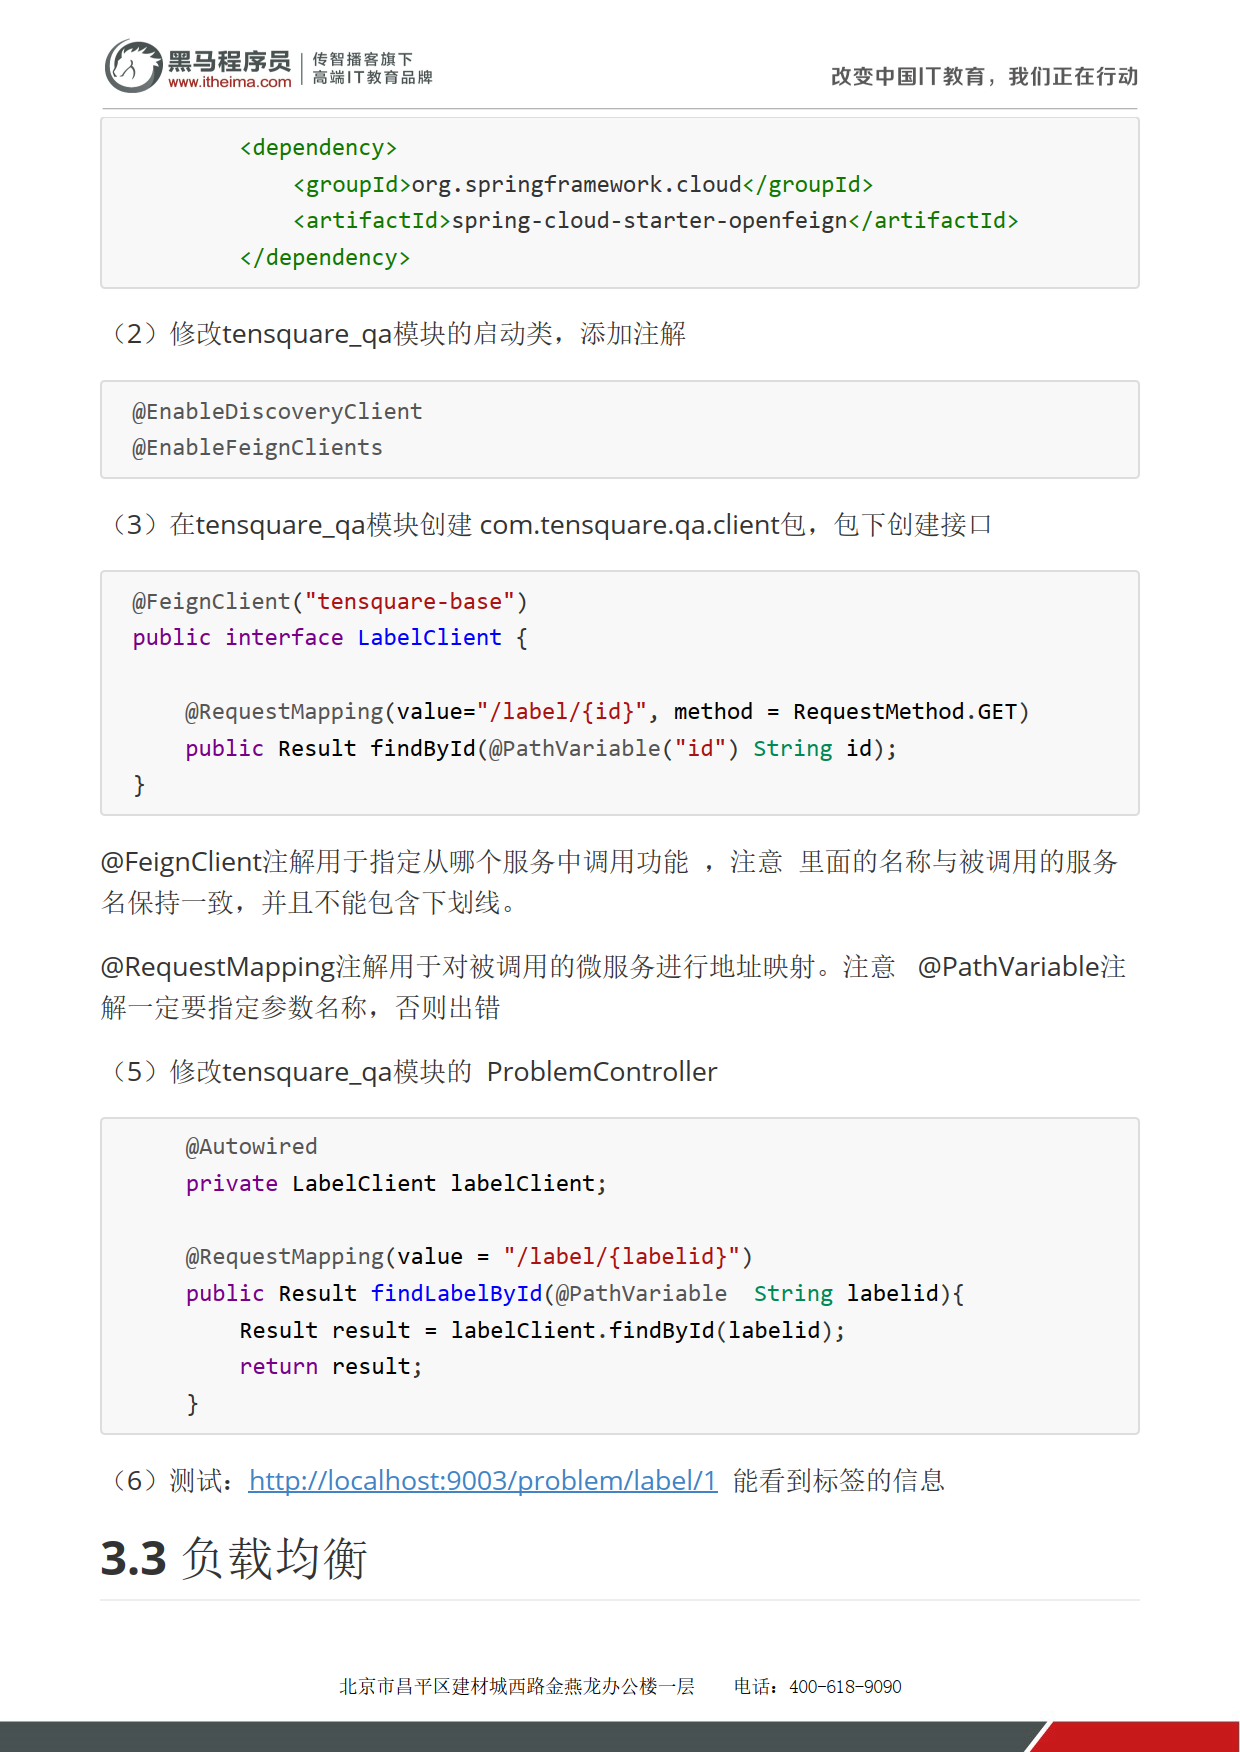 黑马程序员
www.itheima.com
传智播客旗下
高端IT教育品牌
改变中国IT教育，我们正在行动
<dependency>
<groupId>org.springframework.cloud</groupId>
<artifactId>spring-cloud-starter-openfeign</artifactId>
</dependency>
（2）修改tensquare_qa模块的启动类，添加注解
@EnableDiscoveryClient
@EnableFeignClients
（3）在tensquare_qa模块创建 com.tensquare.qa.client包，包下创建接口
@FeignClient("tensquare-base")
public interface LabelClient {
@RequestMapping(value="/label/{id}", method = RequestMethod.GET)
public Result findById(@PathVariable("id") String id);
}
@FeignClient注解用于指定从哪个服务中调用功能 ，注意 里面的名称与被调用的服务
名保持一致，并且不能包含下划线。
@RequestMapping注解用于对被调用的微服务进行地址映射。注意 @PathVariable注
解一定要指定参数名称，否则出错
（5）修改tensquare_qa模块的 ProblemController
@Autowired
private LabelClient labelClient;
@RequestMapping(value = "/label/{labelid}")
public Result findLabelById(@PathVariable String labelid){
Result result = labelClient.findById(labelid);
return result;
}
（6）测试：http://localhost:9003/problem/label/1 能看到标签的信息
3.3 负载均衡
北京市昌平区建材城西路金燕龙办公楼一层 电话：400-618-9090